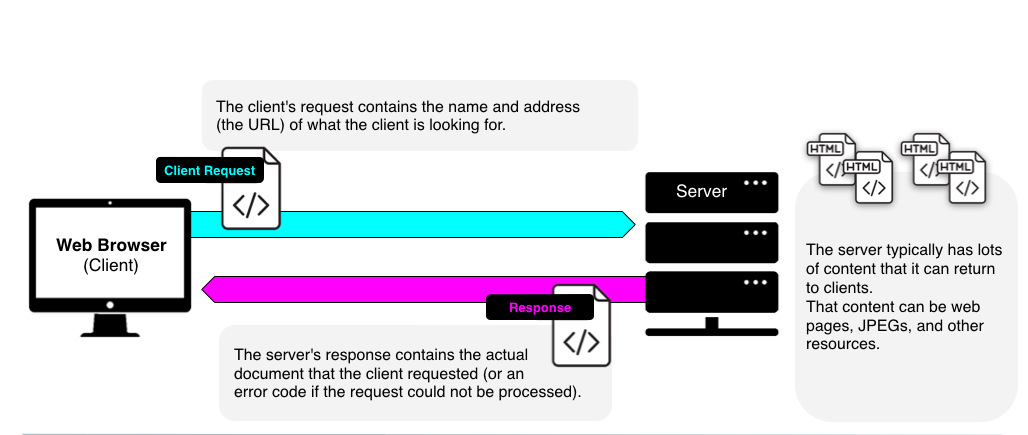 The client's request contains the name and address
(the URL) of what the client is looking for.
Client Request
</>
Web Browser
(Client)
Server
Response
</>
The server's response contains the actual
document that the client requested (or an
error code if the request could not be processed).
HTML
</>
HTML
</>
HTML
</>
HTML
</>
The server typically has lots
of content that it can return
to clients.
That content can be web
pages, JPEGs, and other
resources.